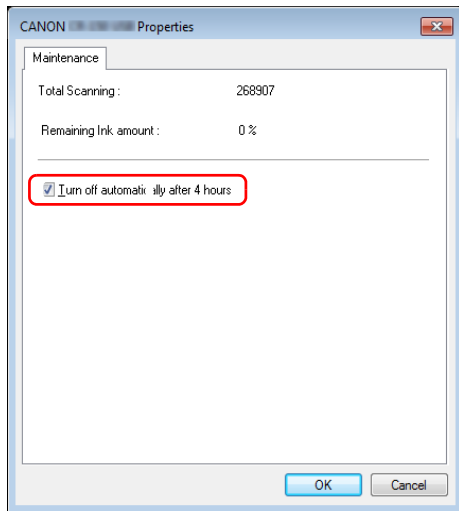 CANON Properties
Maintenance
Total Scanning : 268907
Remaining Ink amount : 0 %
Turn off automatically after 4 hours
OK Cancel